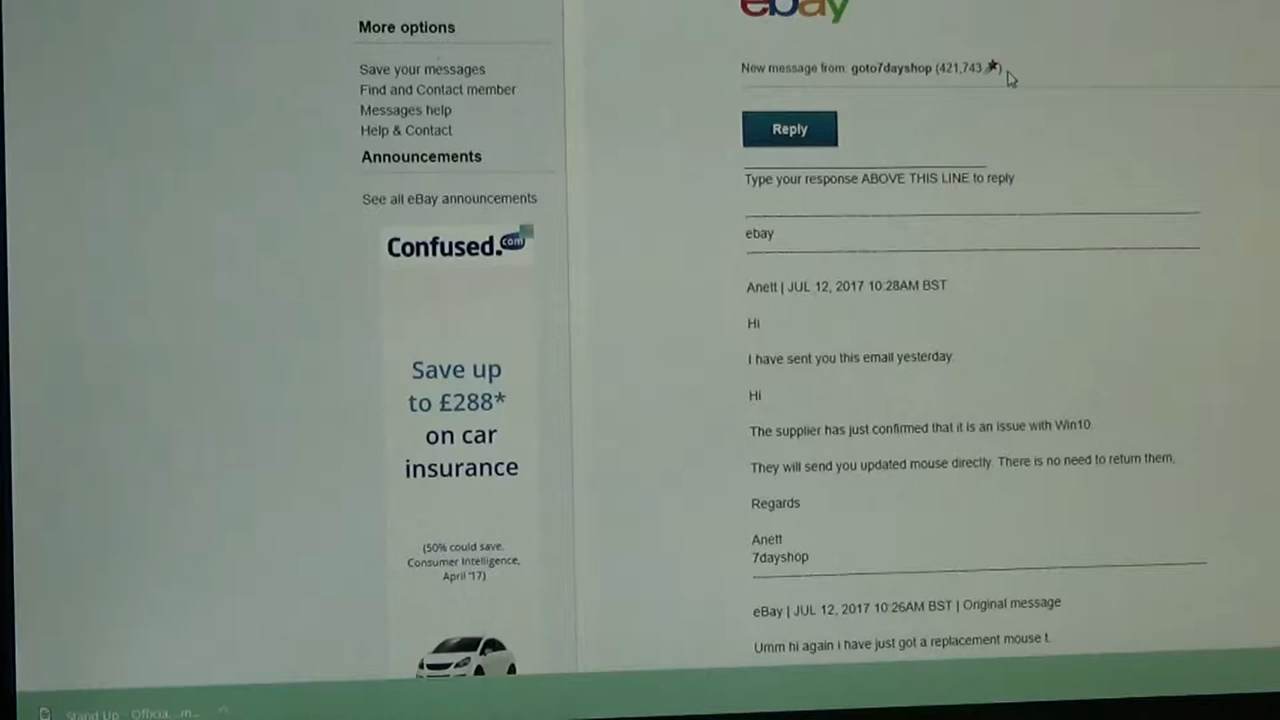 ebay
More options
Save your messages
Find and Contact member
Messages help
Help & Contact
Announcements
See all eBay announcements
Confused.com
Save up
to £288*
on car
insurance
(50% could save,
Consumer Intelligence,
April '17)
New message from: goto7dayshop (421,743 )
Reply
Type your response ABOVE THIS LINE to reply
ebay
Anett | JUL 12, 2017 10:28AM BST
Hi
I have sent you this email yesterday.
Hi
The supplier has just confirmed that it is an issue with Win10.
They will send you updated mouse directly. There is no need to return them.
Regards
Anett
7dayshop
eBay | JUL 12, 2017 10:26AM BST | Original message
Umm hi again i have just got a replacement mouse t.
Stand Up